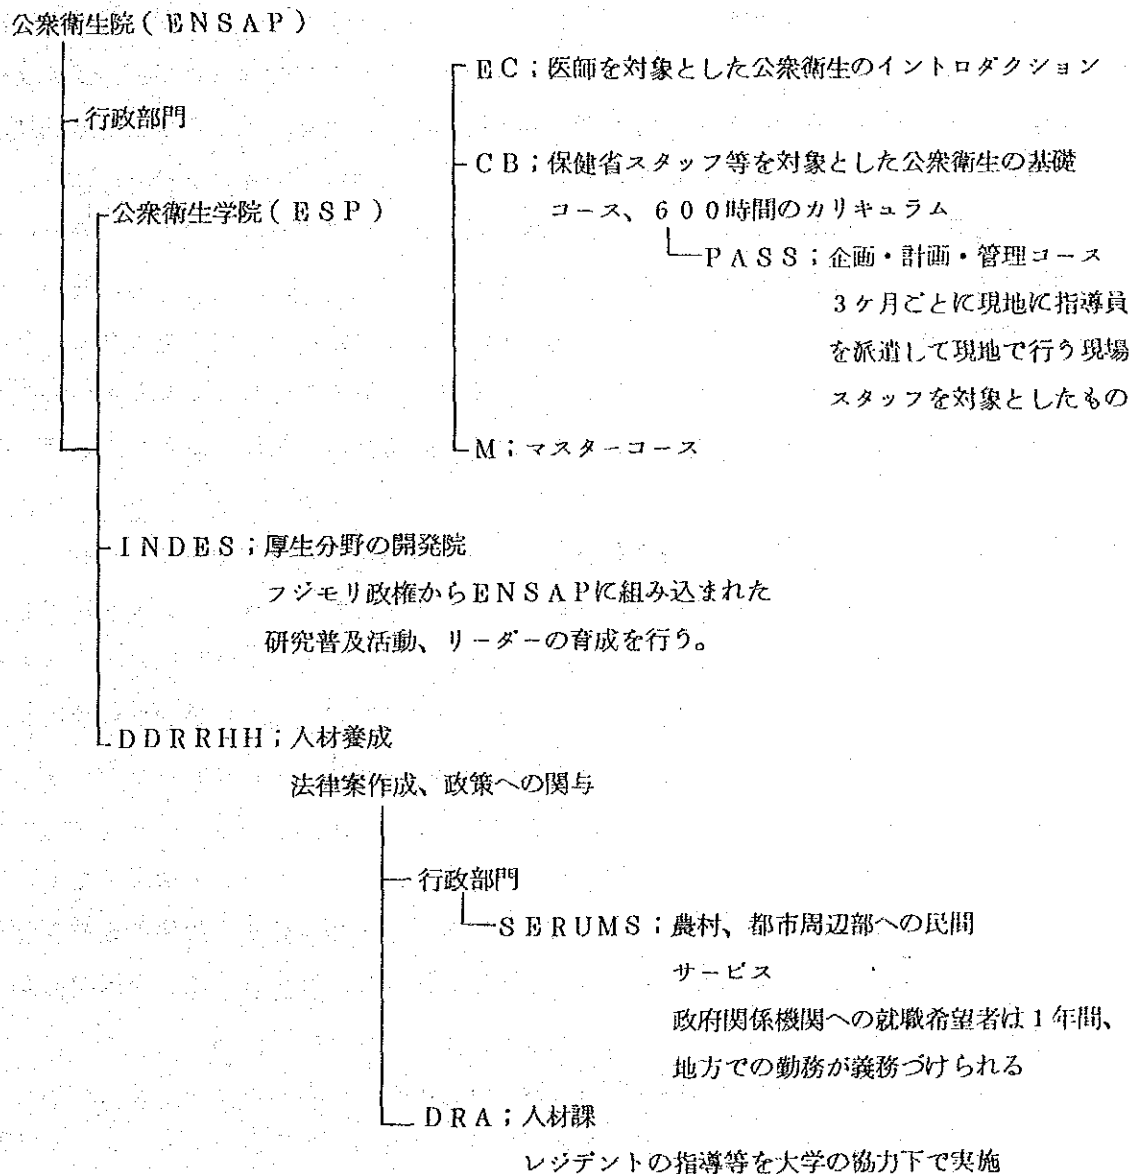 公衆衛生院(ENSAP)
EC;医師を対象とした公衆衛生のイントロダクション
行政部門
CB;保健省スタッフ等を対象とした公衆衛生の基礎
公衆衛生学院(ESP)
コース、600時間のカリキュラム
PASS;企画・計画・管理コース
3ケ月ごとに現地に指導員
を派遣して現地で行う現場
スタッフを対象としたもの
M;マスターコース
INDES;厚生分野の開発院
フジモリ政権からENSAPに組み込まれた
研究普及活動、リーダーの育成を行う。
DDRRHH;人材養成
法律案作成、政策への関与
行政部門
SERUMS;農村、都市周辺部への民間
サービス
政府関係機関への就職希望者は1年間、
地方での勤務が義務づけられる
DRA;人材課
レジデントの指導等を大学の協力下で実施